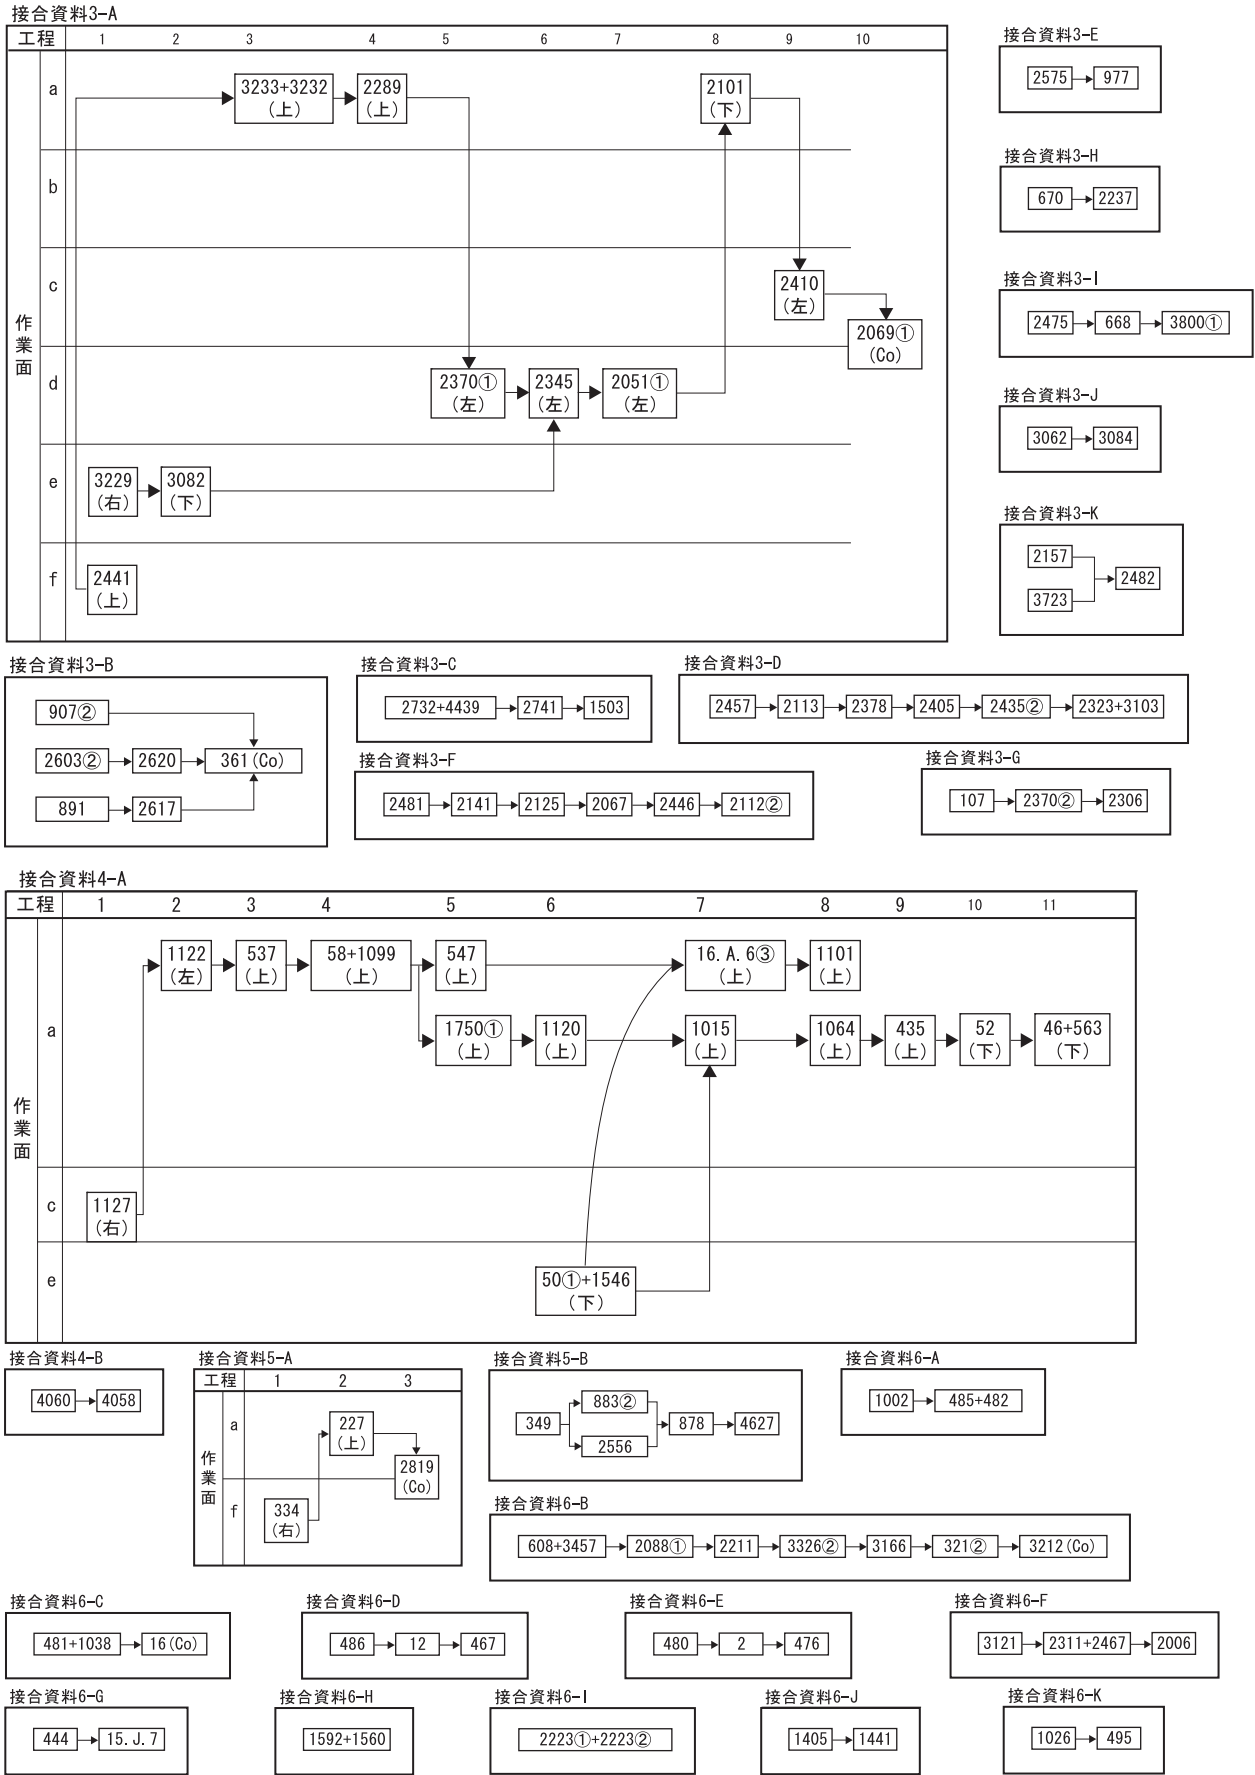 接合資料3-A
工程 1 2 3 4 5 6 7 8 9 10
作業面
a
3233+3232
(上)
2289
(上)
2101
(下)
b
c
2410
(左)
2069①
(Co)
d
2370①
(左)
2345
(左)
2051①
(左)
e
3229
(右)
3082
(下)
f
2441
(上)
接合資料3-E
2575 977
接合資料3-H
670 2237
接合資料3-I
2475 668 3800①
接合資料3-J
3062 3084
接合資料3-K
2157
3723
2482
接合資料3-B
907②
2603② 2620 361(Co)
891 2617
接合資料3-C
2732+4439 2741 1503
接合資料3-D
2457 2113 2378 2405 2435② 2323+3103
接合資料3-F
2481 2141 2125 2067 2446 2112②
接合資料3-G
107 2370② 2306
接合資料4-A
工程 1 2 3 4 5 6 7 8 9 10 11
作業面
a
1122
(左)
537
(上)
58+1099
(上)
547
(上)
16.A.6③
(上)
1101
(上)
1750①
(上)
1120
(上)
1015
(上)
1064
(上)
435
(上)
52
(下)
46+563
(下)
c
1127
(右)
e
50①+1546
(下)
接合資料4-B
4060 4058
接合資料5-A
工程 1 2 3
作業面
a
227
(上)
2819
(Co)
f
334
(右)
接合資料5-B
349
883②
2556
878 4627
接合資料6-A
1002 485+482
接合資料6-B
608+3457 2088① 2211 3326② 3166 321② 3212(Co)
接合資料6-C
481+1038 16(Co)
接合資料6-D
486 12 467
接合資料6-E
480 2 476
接合資料6-F
3121 2311+2467 2006
接合資料6-G
444 15.J.7
接合資料6-H
1592+1560
接合資料6-I
2223①+2223②
接合資料6-J
1405 1441
接合資料6-K
1026 495